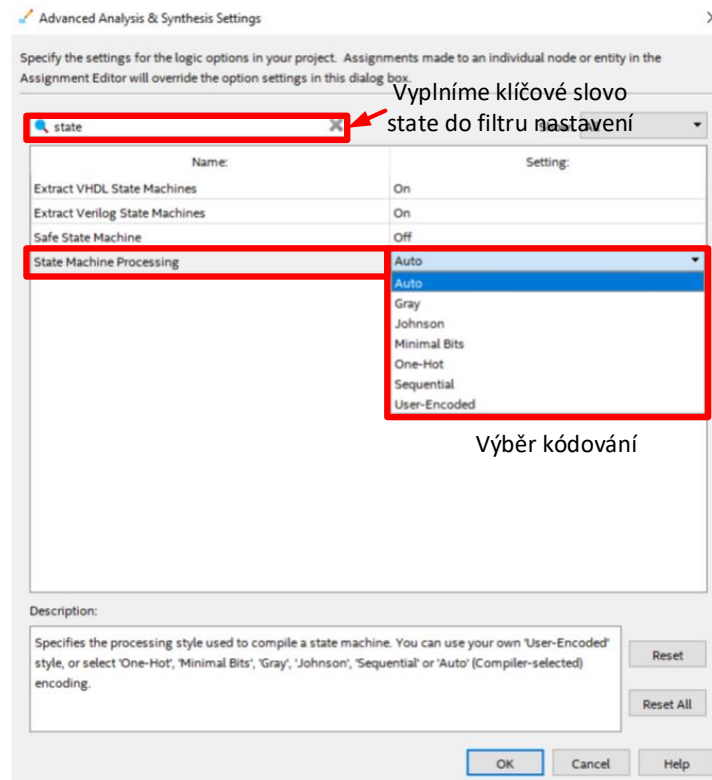 Advanced Analysis & Synthesis Settings
Specify the settings for the logic options in your project. Assignments made to an individual node or entity in the
Assignment Editor will override the option settings in this dialog box.
Vyplníme klíčové slovo
state do filtru nastavení
state
Name:
Setting:
Extract VHDL State Machines
On
Extract Verilog State Machines
On
Safe State Machine
Off
State Machine Processing
Auto
Auto
Gray
Johnson
Minimal Bits
One-Hot
Sequential
User-Encoded
Výběr kódování
Description:
Specifies the processing style used to compile a state machine. You can use your own 'User-Encoded'
style, or select 'One-Hot', 'Minimal Bits', 'Gray', 'Johnson', 'Sequential' or 'Auto' (Compiler-selected)
encoding.
Reset
Reset All
OK
Cancel
Help